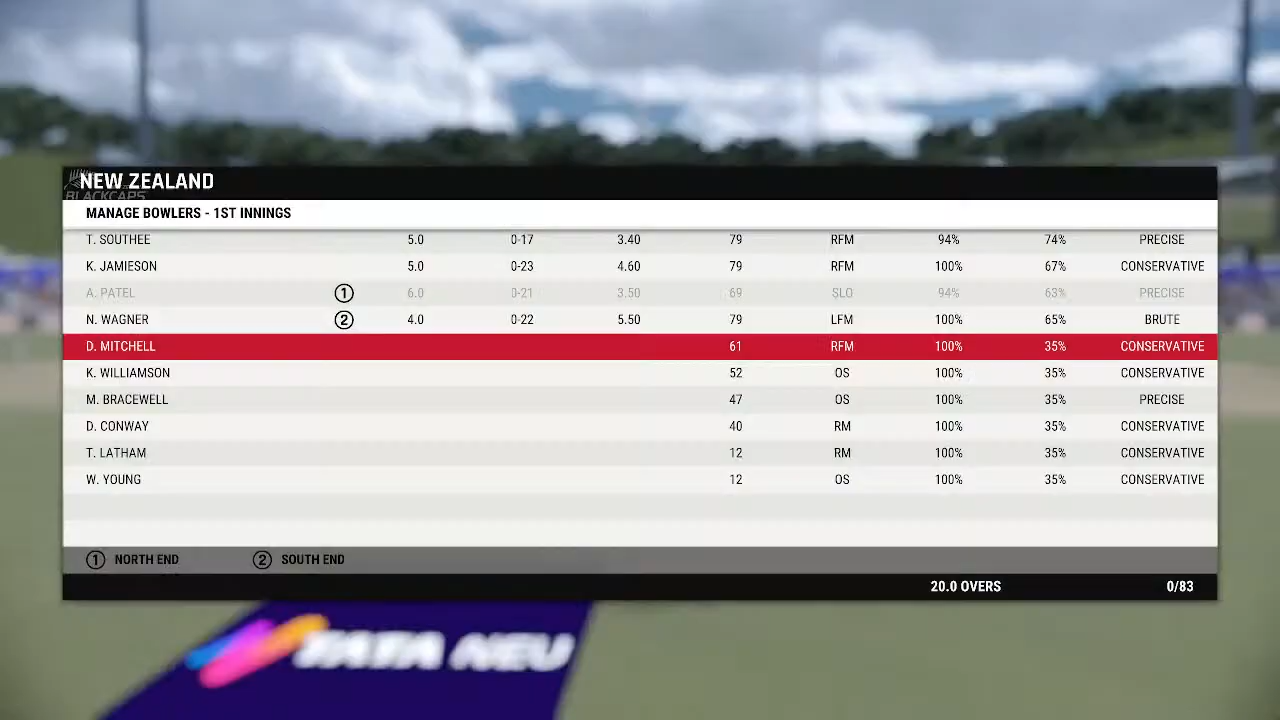 NEW ZEALAND
BLACKCAPS
MANAGE BOWLERS - 1ST INNINGS
T. SOUTHEE 5.0 0-17 3.40 79 RFM 94% 74% PRECISE
K. JAMIESON 5.0 0-23 4.60 79 RFM 100% 67% CONSERVATIVE
A. PATEL 1 6.0 0-21 3.50 69 SLO 94% 63% PRECISE
N. WAGNER 2 4.0 0-22 5.50 79 LFM 100% 65% BRUTE
D. MITCHELL 61 RFM 100% 35% CONSERVATIVE
K. WILLIAMSON 52 OS 100% 35% CONSERVATIVE
M. BRACEWELL 47 OS 100% 35% PRECISE
D. CONWAY 40 RM 100% 35% CONSERVATIVE
T. LATHAM 12 RM 100% 35% CONSERVATIVE
W. YOUNG 12 OS 100% 35% CONSERVATIVE
1 NORTH END 2 SOUTH END
20.0 OVERS 0/83
TATA NEU